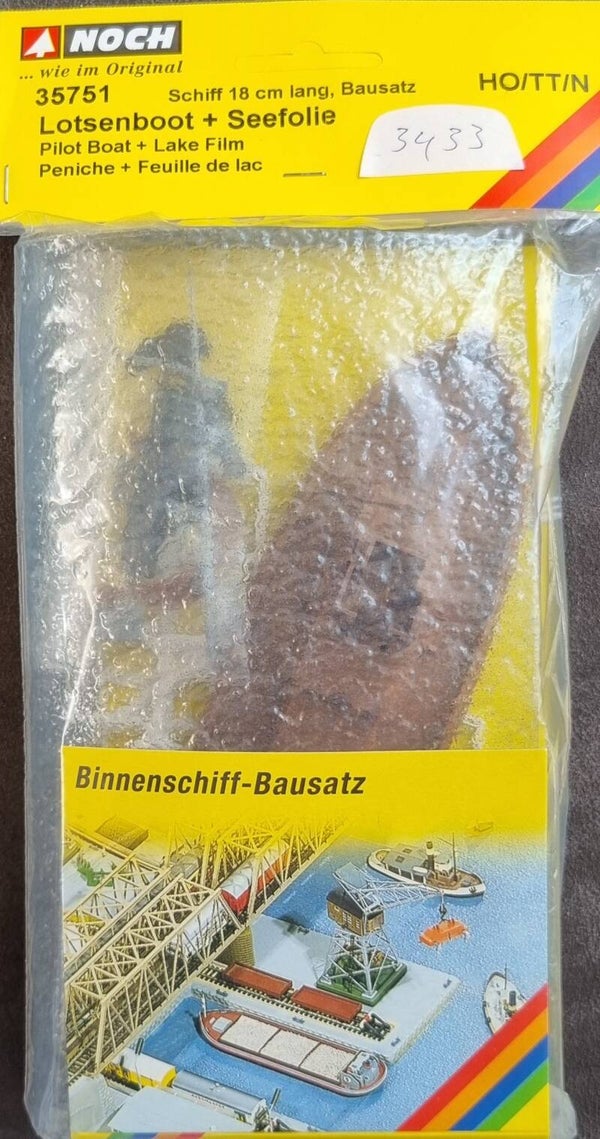 NOCH
... wie im Original
35751 Schiff 18 cm lang, Bausatz HO/TT/N
Lotsenboot + Seefolie
Pilot Boat + Lake Film
Peniche + Feuille de lac
3433
Binnenschiff-Bausatz